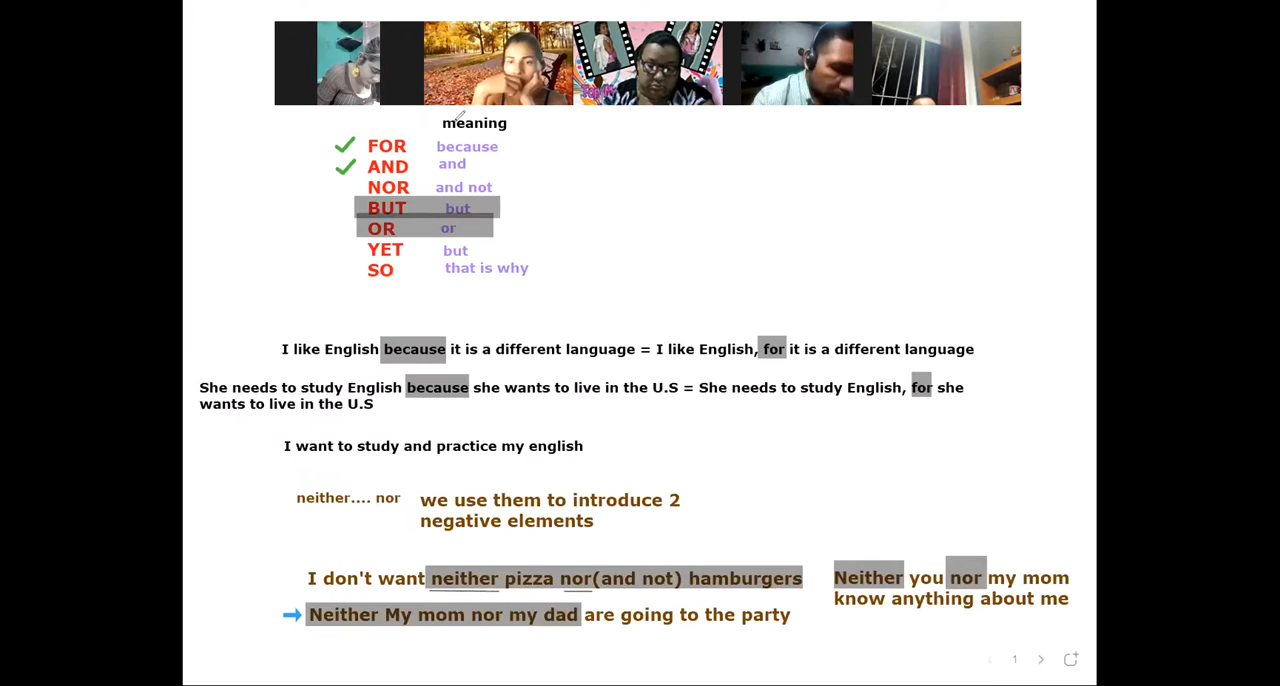 meaning
FOR because
AND and
NOR and not
BUT but
OR or
YET but
SO that is why
I like English because it is a different language = I like English, for it is a different language
She needs to study English because she wants to live in the U.S = She needs to study English, for she
wants to live in the U.S
I want to study and practice my english
neither.... nor
we use them to introduce 2
negative elements
I don't want neither pizza nor(and not) hamburgers
Neither My mom nor my dad are going to the party
Neither you nor my mom
know anything about me
1